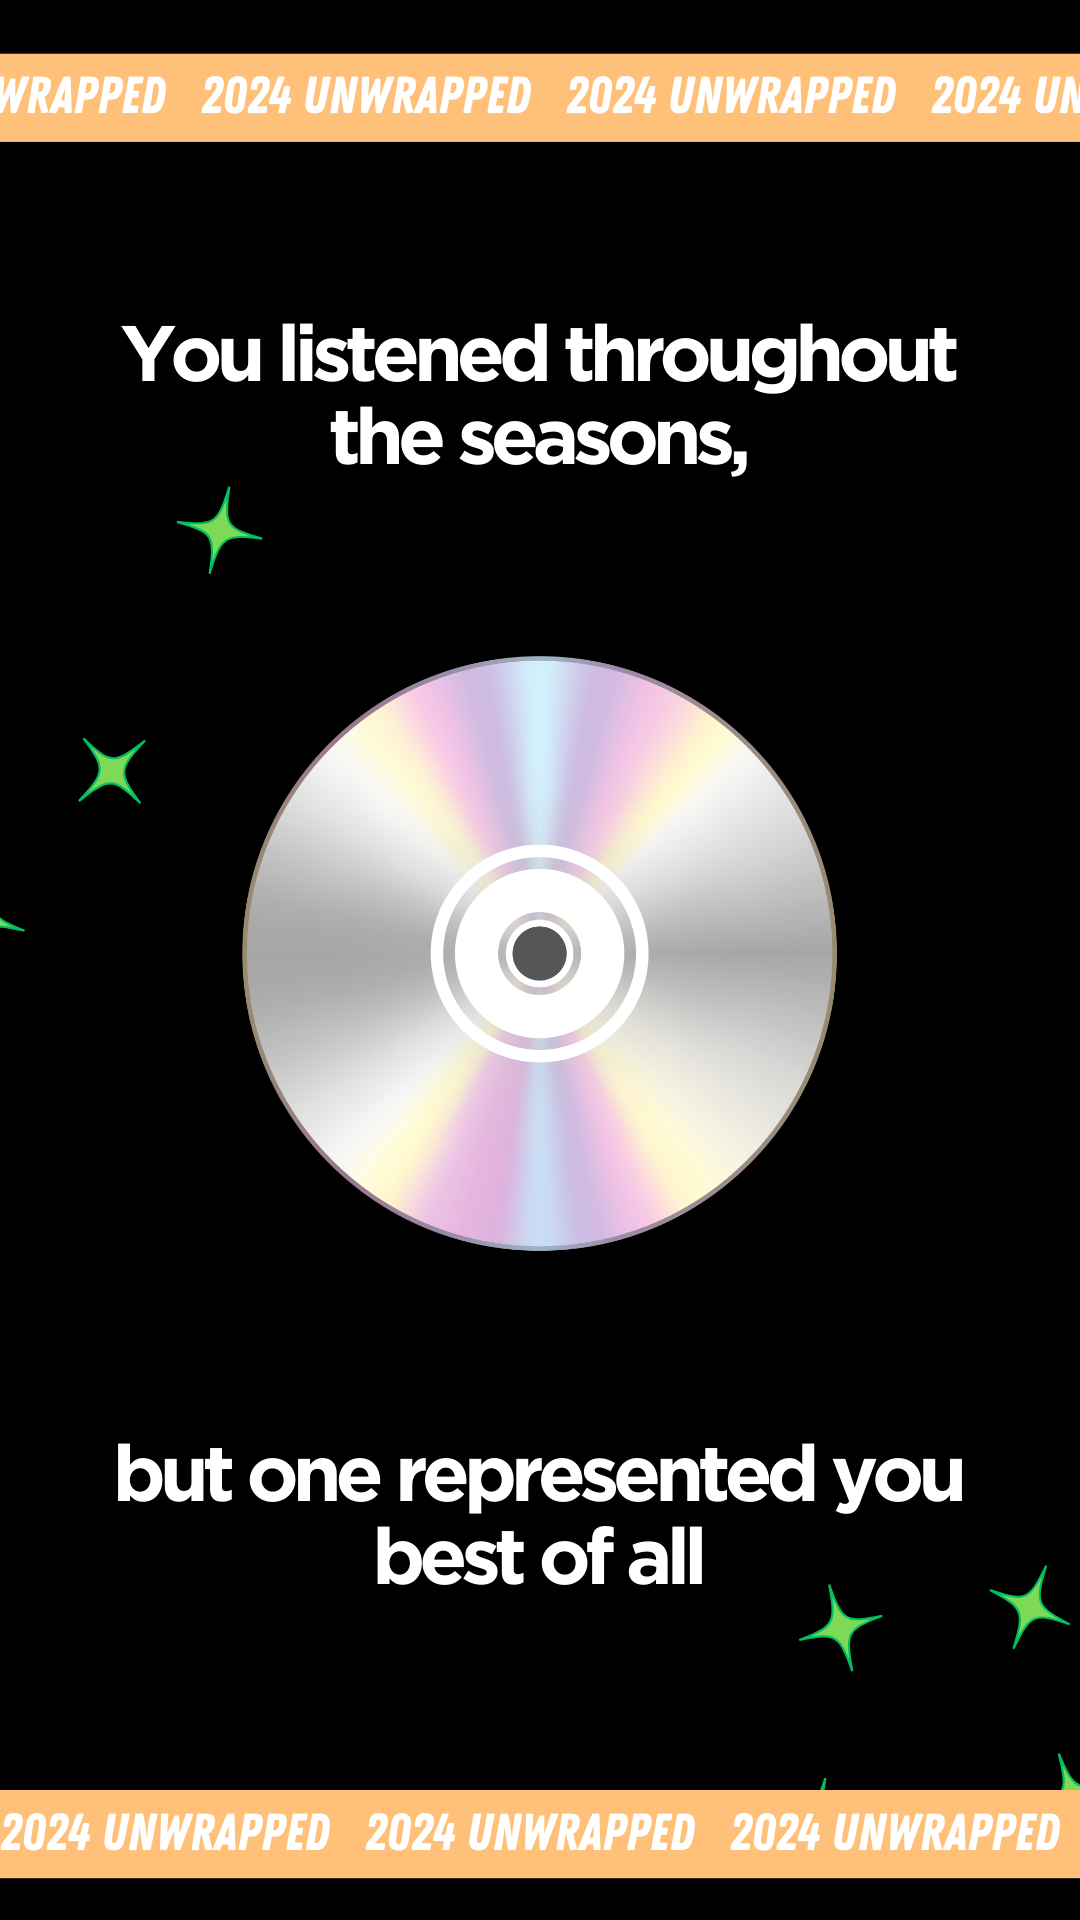 WRAPPED 2024 UNWRAPPED 2024 UNWRAPPED 2024 UN
You listened throughout
the seasons,
but one represented you
best of all
2024 UNWRAPPED 2024 UNWRAPPED 2024 UNWRAPPED